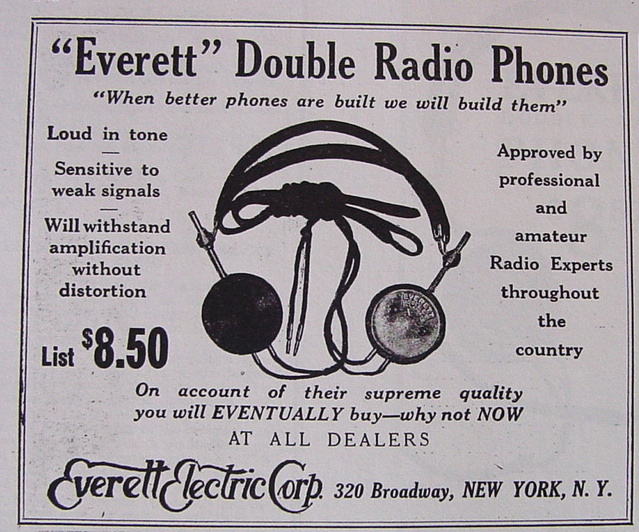 "Everett" Double Radio Phones
"When better phones are built we will build them"
Loud in tone
Sensitive to
weak signals
Will withstand
amplification
without
distortion
List $8.50
Approved by
professional
and
amateur
Radio Experts
throughout
the
country
EVERETT
On account of their supreme quality
you will EVENTUALLY buy—why not NOW
AT ALL DEALERS
Everett Electric Corp. 320 Broadway, NEW YORK, N. Y.